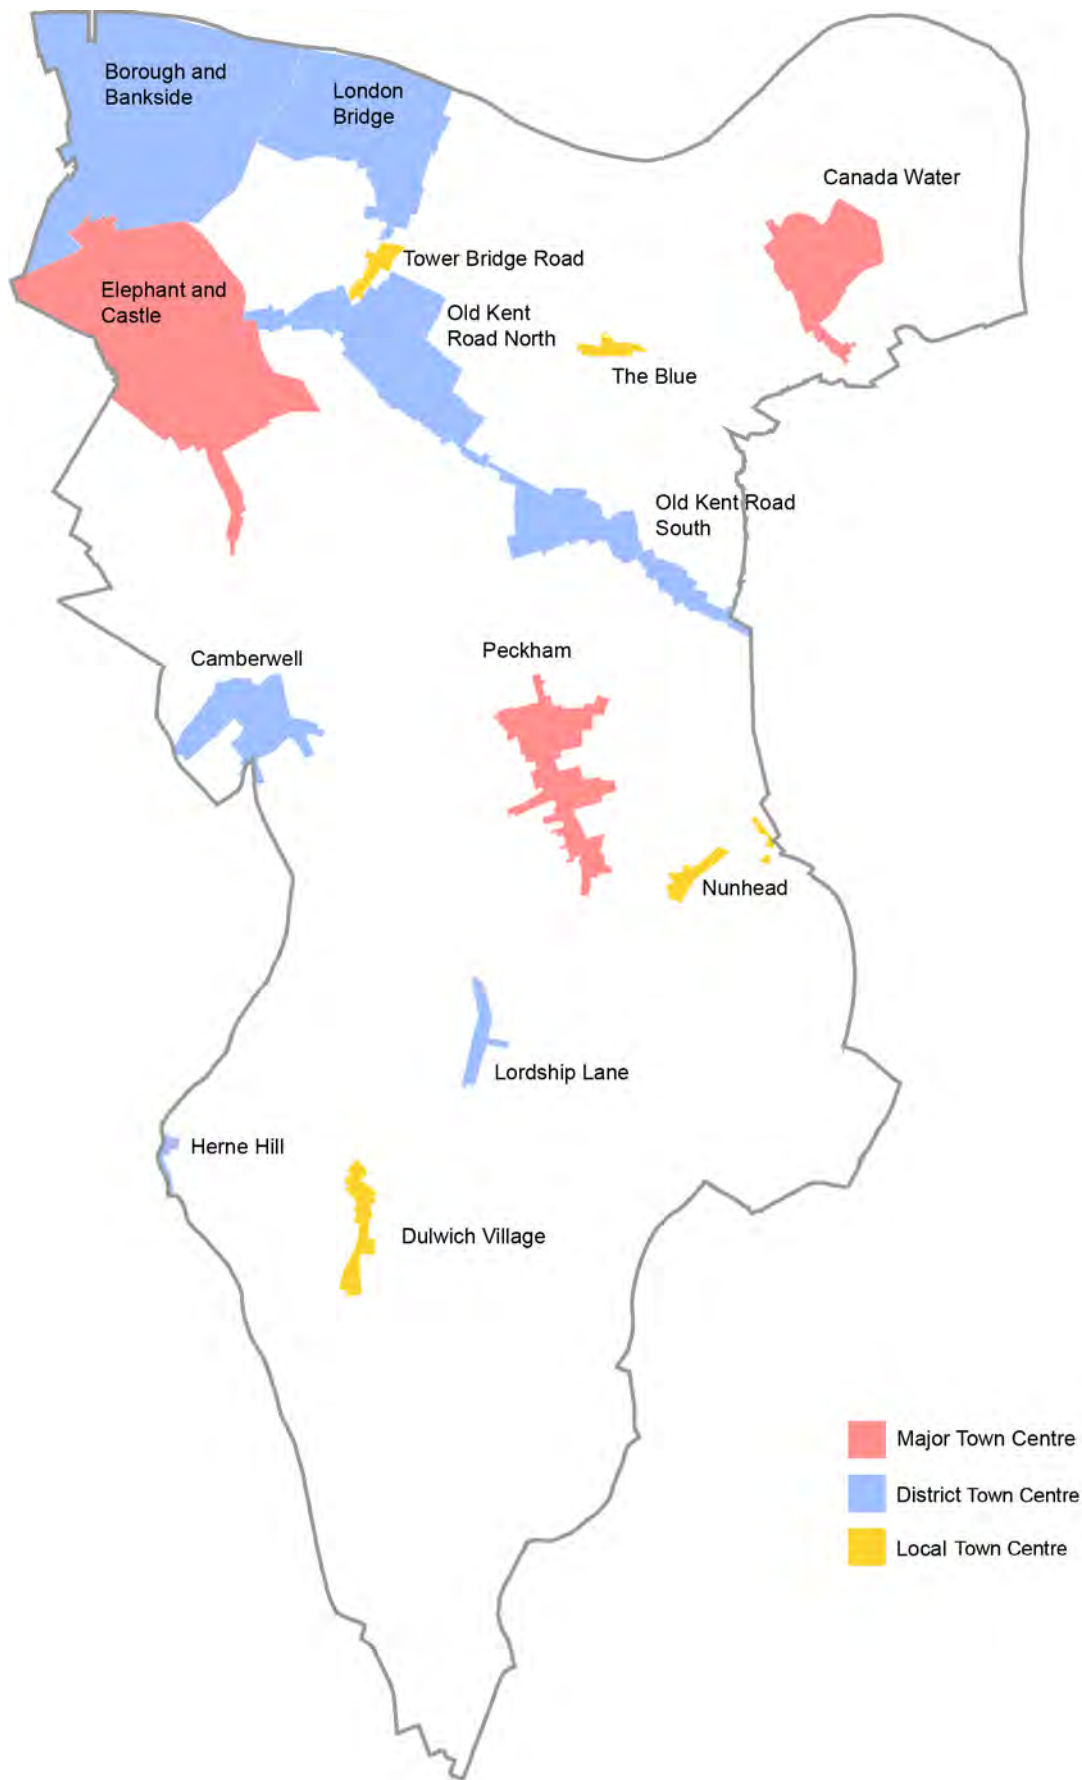 Borough and
Bankside
London
Bridge
Canada Water
Tower Bridge Road
Elephant and
Castle
Old Kent
Road North
The Blue
Old Kent Road
South
Camberwell
Peckham
Nunhead
Lordship Lane
Herne Hill
Dulwich Village
Major Town Centre
District Town Centre
Local Town Centre